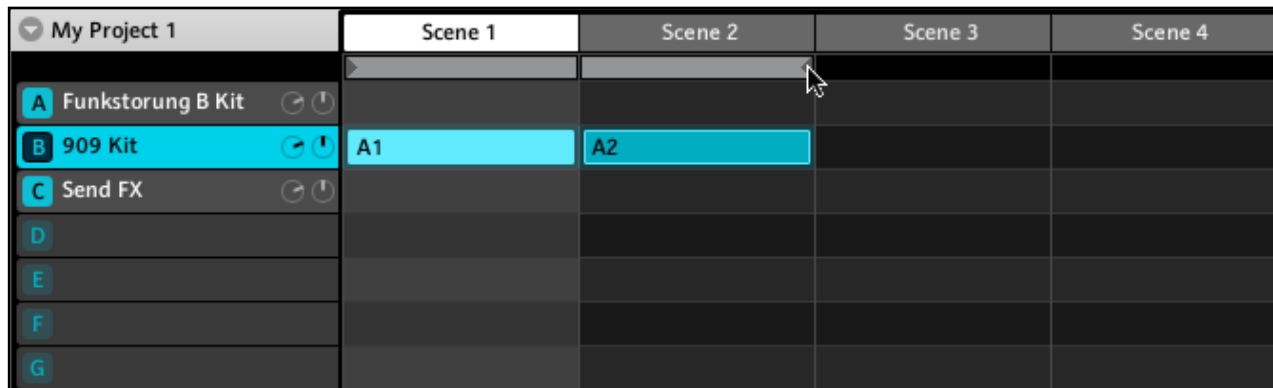 My Project 1 Scene 1 Scene 2 Scene 3 Scene 4
A Funkstorung B Kit
B 909 Kit A1 A2
C Send FX
D
E
F
G